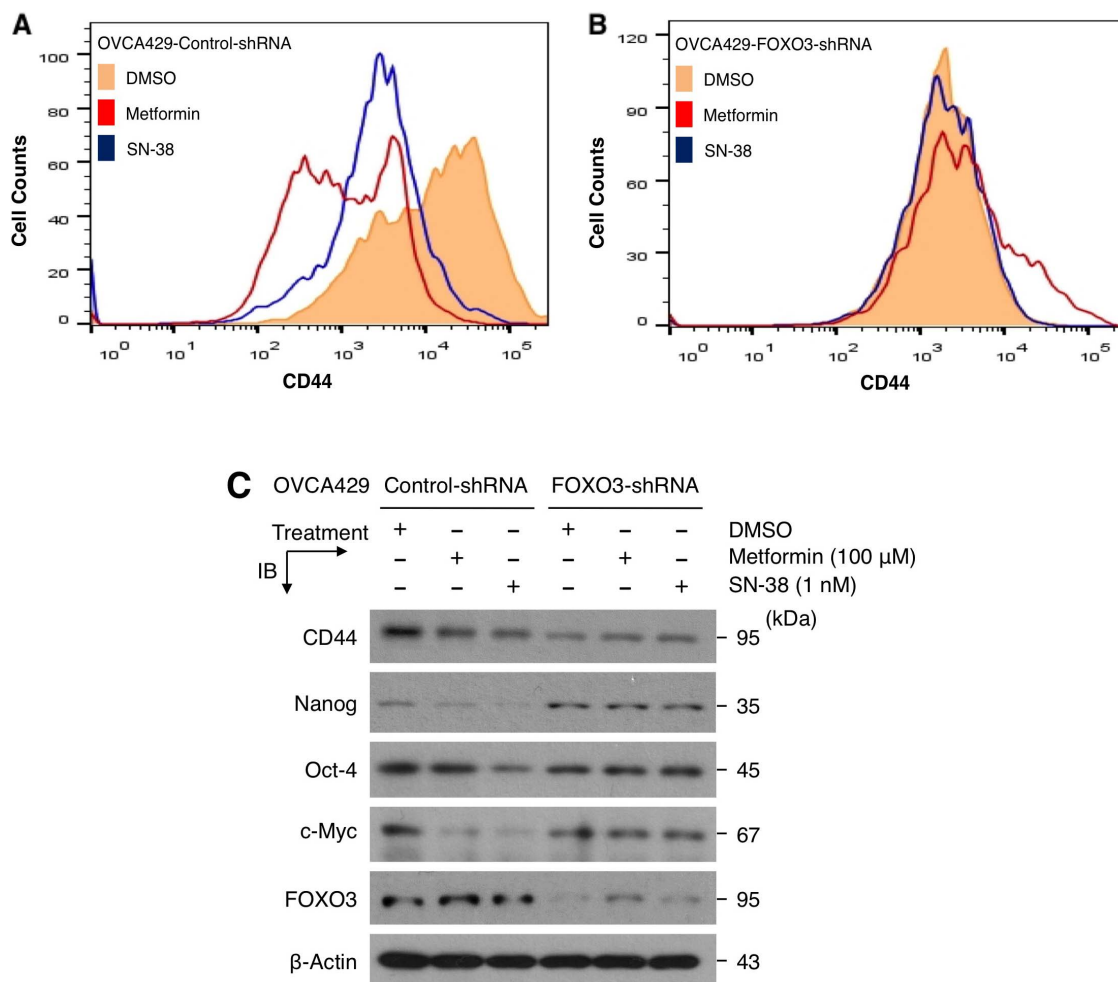 A
OVCA429-Control-shRNA
DMSO
Metformin
SN-38
100
80
60
40
20
0
Cell Counts
10^0 10^1 10^2 10^3 10^4 10^5
CD44
B
OVCA429-FOXO3-shRNA
DMSO
Metformin
SN-38
120
90
60
30
0
Cell Counts
10^0 10^1 10^2 10^3 10^4 10^5
CD44
C OVCA429 Control-shRNA FOXO3-shRNA
Treatment + – – + – – DMSO
– + – – + – Metformin (100 µM)
IB – – + – – + SN-38 (1 nM)
(kDa)
CD44 95
Nanog 35
Oct-4 45
c-Myc 67
FOXO3 95
β-Actin 43